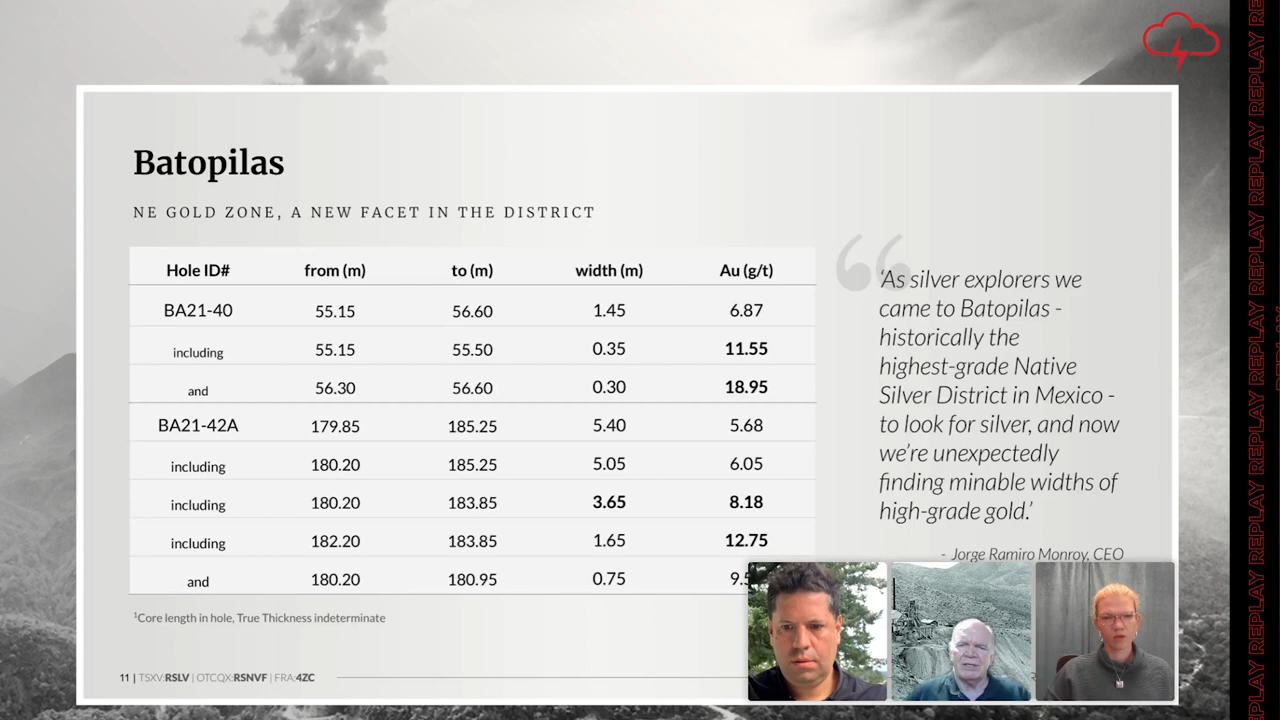 Batopilas
NE GOLD ZONE, A NEW FACET IN THE DISTRICT
Hole ID# from (m) to (m) width (m) Au (g/t)
BA21-40 55.15 56.60 1.45 6.87
including 55.15 55.50 0.35 11.55
and 56.30 56.60 0.30 18.95
BA21-42A 179.85 185.25 5.40 5.68
including 180.20 185.25 5.05 6.05
including 180.20 183.85 3.65 8.18
including 182.20 183.85 1.65 12.75
and 180.20 180.95 0.75
¹Core length in hole, True Thickness indeterminate
“
‘As silver explorers we
came to Batopilas -
historically the
highest-grade Native
Silver District in Mexico -
to look for silver, and now
we’re unexpectedly
finding minable widths of
high-grade gold.’
- Jorge Ramiro Monroy, CEO
11 | TSXV:RSLV | OTCQX:RSNVF | FRA:4ZC
REPLAY REPLAY REPLAY REPLAY REPLAY REPLAY REPLAY REPLAY